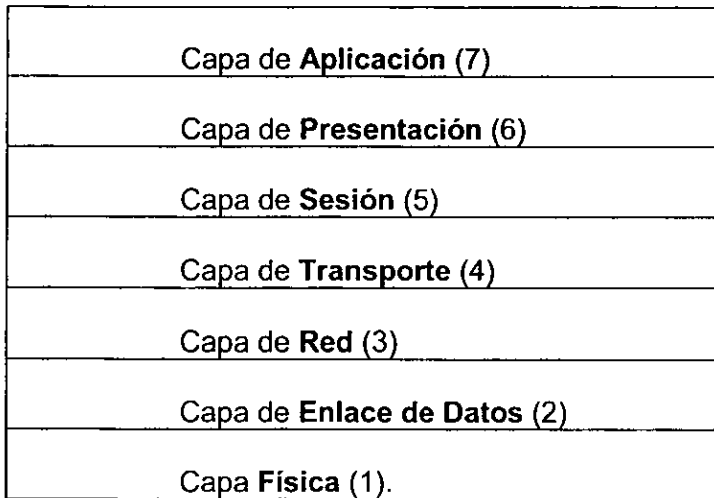 Capa de Aplicación (7)
Capa de Presentación (6)
Capa de Sesión (5)
Capa de Transporte (4)
Capa de Red (3)
Capa de Enlace de Datos (2)
Capa Física (1).